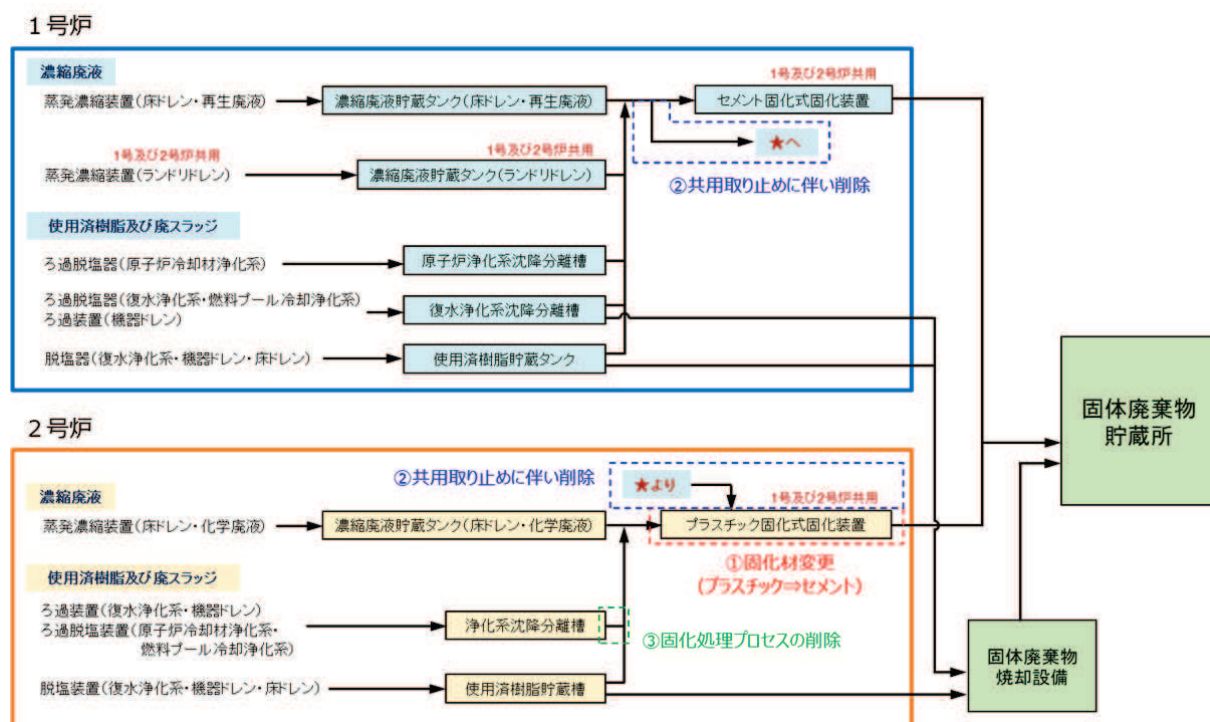 1号炉
濃縮廃液
1号及び2号炉共用
蒸発濃縮装置(床ドレン・再生廃液)
濃縮廃液貯蔵タンク(床ドレン・再生廃液)
セメント固化式固化装置
★へ
1号及び2号炉共用
1号及び2号炉共用
蒸発濃縮装置(ランドリドレン)
濃縮廃液貯蔵タンク(ランドリドレン)
②共用取り止めに伴い削除
使用済樹脂及び廃スラッジ
ろ過脱塩器(原子炉冷却材浄化系)
原子炉浄化系沈降分離槽
ろ過脱塩器(復水浄化系・燃料プール冷却浄化系)
ろ過装置(機器ドレン)
復水浄化系沈降分離槽
脱塩器(復水浄化系・機器ドレン・床ドレン)
使用済樹脂貯蔵タンク
固体廃棄物
貯蔵所
2号炉
②共用取り止めに伴い削除
★より
濃縮廃液
1号及び2号炉共用
蒸発濃縮装置(床ドレン・化学廃液)
濃縮廃液貯蔵タンク(床ドレン・化学廃液)
プラスチック固化式固化装置
①固化材変更
(プラスチック⇒セメント)
使用済樹脂及び廃スラッジ
ろ過装置(復水浄化系・機器ドレン)
ろ過脱塩装置(原子炉冷却材浄化系・
燃料プール冷却浄化系)
浄化系沈降分離槽
③固化処理プロセスの削除
脱塩装置(復水浄化系・機器ドレン・床ドレン)
使用済樹脂貯蔵槽
固体廃棄物
焼却設備